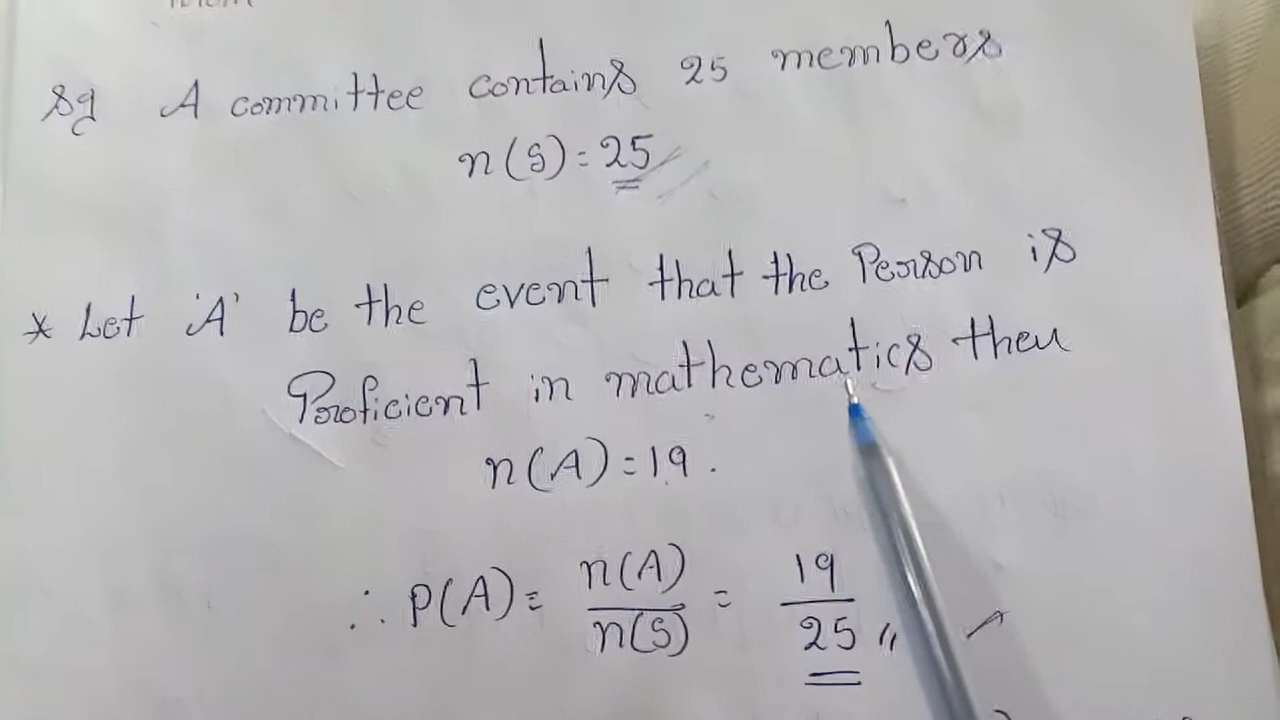 sg A committee contains 25 members
n(S) = 25
* Let 'A' be the event that the Person is
Proficient in mathematics then
n(A) = 19.
∴ P(A) = n(A)/n(S) = 19/25 //